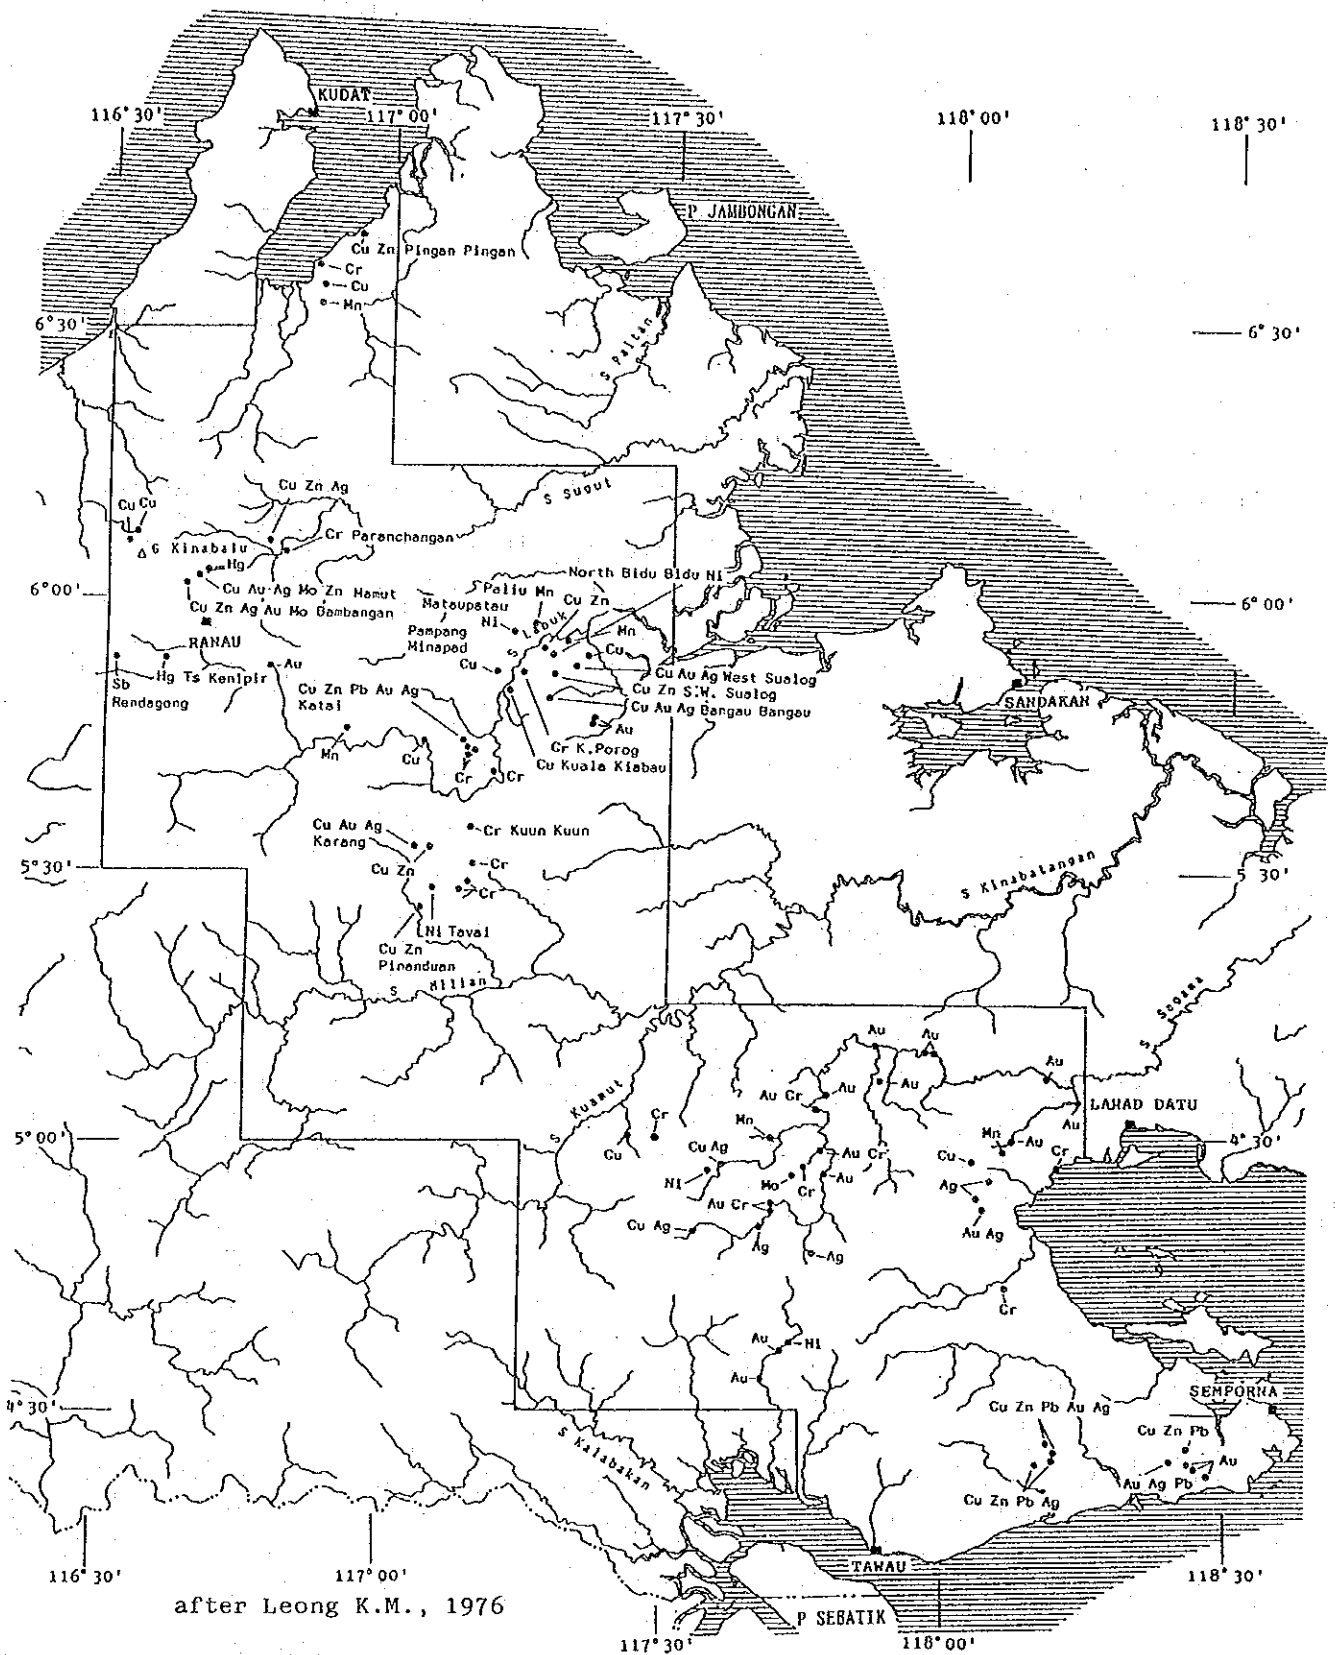 KUDAT
116°30'
117°00'
117°30'
118°00'
118°30'
P JAMBONGAN
Cu Zn Pingan Pingan
Cr
Cu
Mn
6°30'
6°30'
S Paitan
S Sugut
Cu Zn Ag
Cu Cu
Cr Paranchangan
G Kinabalu
Hg
Cu Au Ag Mo Zn Mamut
6°00'
Cu Zn Ag Au Mo Bambangan
RANAU
North Bidu Bidu Ni
Paliu Mn
Cu Zn
Mataupatau
Ni
S Labuk
Pampang
Minapad
Mn
6°00'
Cu
Cu
Au
Hg Ts Kenipir
Sb
Rendagong
Cu Au Ag West Sualog
Cu Zn S.W. Sualog
Cu Au Ag Bangau Bangau
Cu Zn Pb Au Ag
Katai
SANDAKAN
Au
Mn
Cu
Cr
Cr
Cr K.Porog
Cu Kuala Kiabau
Cu Au Ag
Karang
Cr Kuun Kuun
5°30'
Cu Zn
Cr
Cr
S Kinabatangan
5°30'
Ni Tavai
Cu Zn
Pinanduan
S Milian
S Segama
Au
Au
Au
Au Cr
Au
Au
S Kuamut
Cr
LAHAD DATU
5°00'
Mn
Au
Cu
Cu Ag
Ni
Au Cr
Mn
Au
Cu
Cr
4°30'
Mo
Cr
Au
Ag
Au Cr
Cu Ag
Ag
Ag
Au Ag
Cr
Au
Ni
Au
4°30'
SEMPORNA
Cu Zn Pb Au Ag
Cu Zn Pb
Au
S Kalabakan
Au Ag Pb
Cu Zn Pb Ag
TAWAU
116°30'
117°00'
118°30'
after Leong K.M., 1976
P SEBATIK
117°30'
118°00'